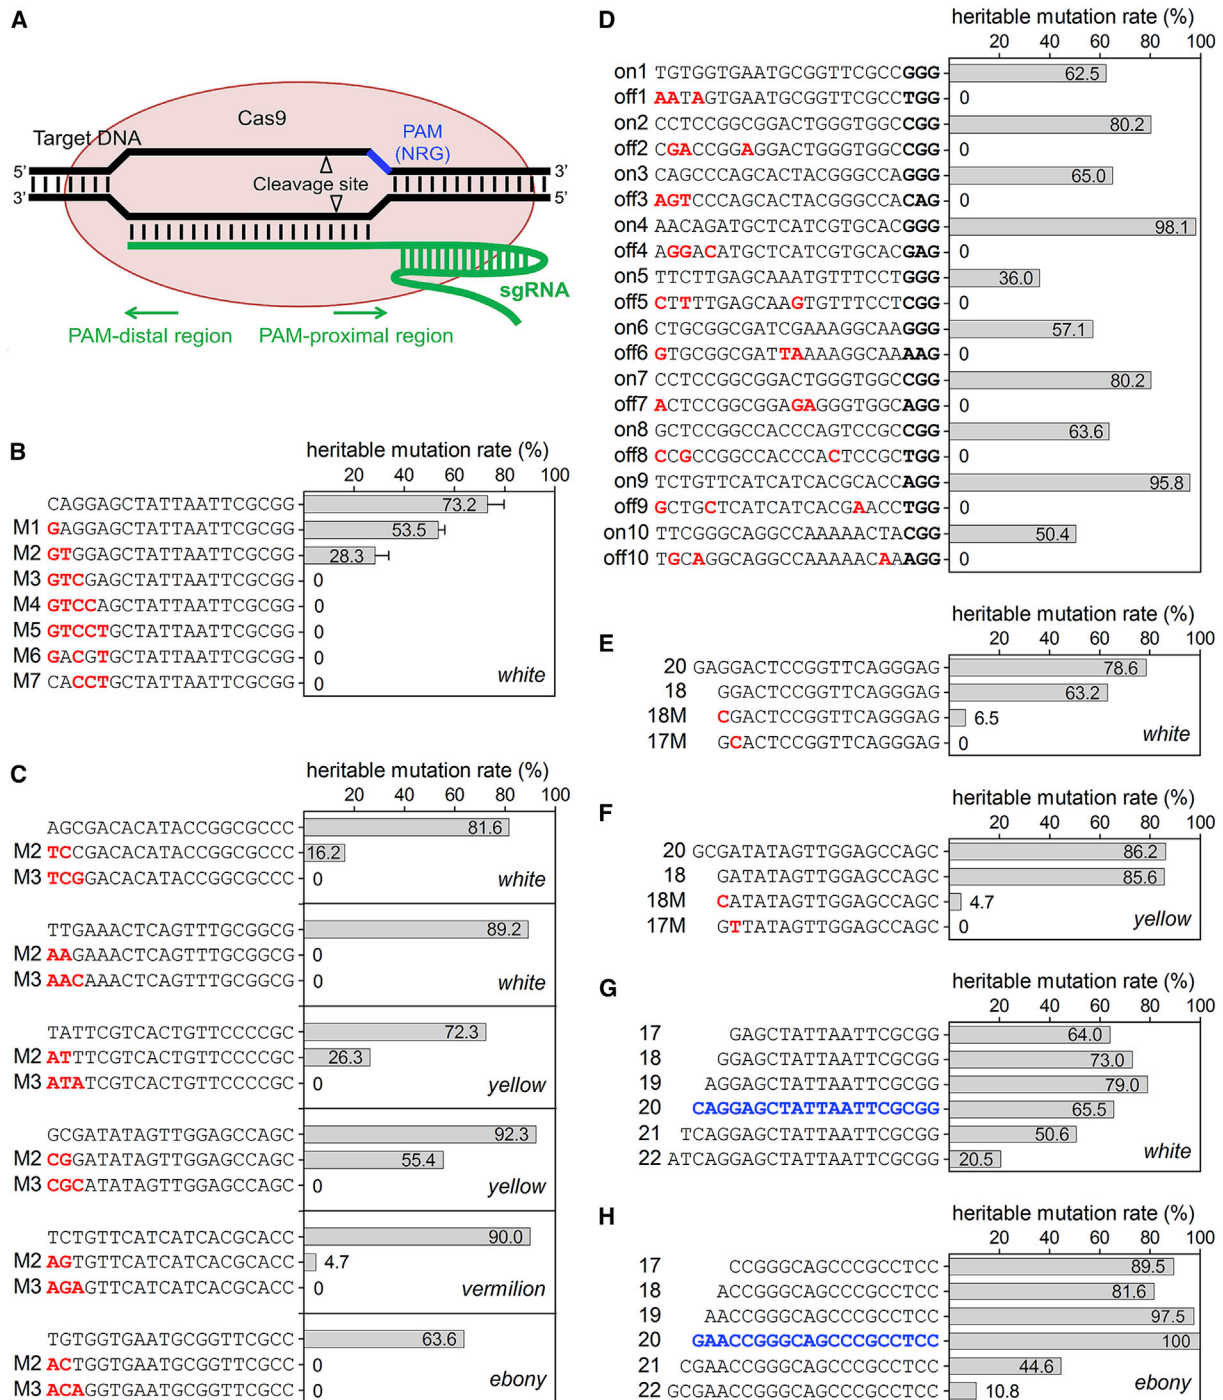 A
Cas9
Target DNA
PAM
(NRG)
5'
3'
Cleavage site
3'
5'
sgRNA
PAM-distal region
PAM-proximal region
B
heritable mutation rate (%)
20 40 60 80 100
CAGGAGCTATTAATTCGCGG 73.2
M1 GAGGAGCTATTAATTCGCGG 53.5
M2 GTGGAGCTATTAATTCGCGG 28.3
M3 GTCGAGCTATTAATTCGCGG 0
M4 GTCCAGCTATTAATTCGCGG 0
M5 GTCCTGCTATTAATTCGCGG 0
M6 GACGTGCTATTAATTCGCGG 0
M7 CACCTGCTATTAATTCGCGG 0
white
C
heritable mutation rate (%)
20 40 60 80 100
AGCGACACATACCGGCGCCC 81.6
M2 TCCGACACATACCGGCGCCC 16.2
M3 TCGGACACATACCGGCGCCC 0
white
TTGAAACTCAGTTTGCGGCG 89.2
M2 AAGAAACTCAGTTTGCGGCG 0
M3 AACAAACTCAGTTTGCGGCG 0
white
TATTCGTCACTGTTCCCCGC 72.3
M2 ATTTCGTCACTGTTCCCCGC 26.3
M3 ATATCGTCACTGTTCCCCGC 0
yellow
GCGATATAGTTGGAGCCAGC 92.3
M2 CGGATATAGTTGGAGCCAGC 55.4
M3 CGCATATAGTTGGAGCCAGC 0
yellow
TCTGTTCATCATCACGCACC 90.0
M2 AGTGTTCATCATCACGCACC 4.7
M3 AGAGTTCATCATCACGCACC 0
vermilion
TGTGGTGAATGCGGTTCGCC 63.6
M2 ACTGGTGAATGCGGTTCGCC 0
M3 ACAGGTGAATGCGGTTCGCC 0
ebony
D
heritable mutation rate (%)
20 40 60 80 100
on1 TGTGGTGAATGCGGTTCGCCGGG 62.5
off1 AATAGTGAATGCGGTTCGCCTGG 0
on2 CCTCCGGCGGACTGGGTGGCCGG 80.2
off2 CGACCGGAGGACTGGGTGGCCGG 0
on3 CAGCCCAGCACTACGGGCCAGGG 65.0
off3 AGTCCCAGCACTACGGGCCACAG 0
on4 AACAGATGCTCATCGTGCACGGG 98.1
off4 AGGACATGCTCATCGTGCACGAG 0
on5 TTCTTGAGCAAATGTTTCCTGGG 36.0
off5 CTTTTGAGCAAGTGTTTCCTCGG 0
on6 CTGCGGCGATCGAAAGGCAAGGG 57.1
off6 GTGCGGCGATTAAAAGGCAAAAG 0
on7 CCTCCGGCGGACTGGGTGGCCGG 80.2
off7 ACTCCGGCGGAGAGGGTGGCAGG 0
on8 GCTCCGGCCACCCAGTCCGCCGG 63.6
off8 CCGCCGGCCACCCACTCCGCTGG 0
on9 TCTGTTCATCATCACGCACCAGG 95.8
off9 GCTGCTCATCATCACGAACCTGG 0
on10 TTCGGGCAGGCCAAAAACTACGG 50.4
off10 TGCAGGCAGGCCAAAAACAAAGG 0
E
heritable mutation rate (%)
20 40 60 80 100
20 GAGGACTCCGGTTCAGGGAG 78.6
18 GGACTCCGGTTCAGGGAG 63.2
18M CGACTCCGGTTCAGGGAG 6.5
17M GCACTCCGGTTCAGGGAG 0
white
F
heritable mutation rate (%)
20 40 60 80 100
20 GCGATATAGTTGGAGCCAGC 86.2
18 GATATAGTTGGAGCCAGC 85.6
18M CATATAGTTGGAGCCAGC 4.7
17M GTTATAGTTGGAGCCAGC 0
yellow
G
heritable mutation rate (%)
20 40 60 80 100
17 GAGCTATTAATTCGCGG 64.0
18 GGAGCTATTAATTCGCGG 73.0
19 AGGAGCTATTAATTCGCGG 79.0
20 CAGGAGCTATTAATTCGCGG 65.5
21 TCAGGAGCTATTAATTCGCGG 50.6
22 ATCAGGAGCTATTAATTCGCGG 20.5
white
H
heritable mutation rate (%)
20 40 60 80 100
17 CCGGGCAGCCCGCCTCC 89.5
18 ACCGGGCAGCCCGCCTCC 81.6
19 AACCGGGCAGCCCGCCTCC 97.5
20 GAACCGGGCAGCCCGCCTCC 100
21 CGAACCGGGCAGCCCGCCTCC 44.6
22 GCGAACCGGGCAGCCCGCCTCC 10.8
ebony